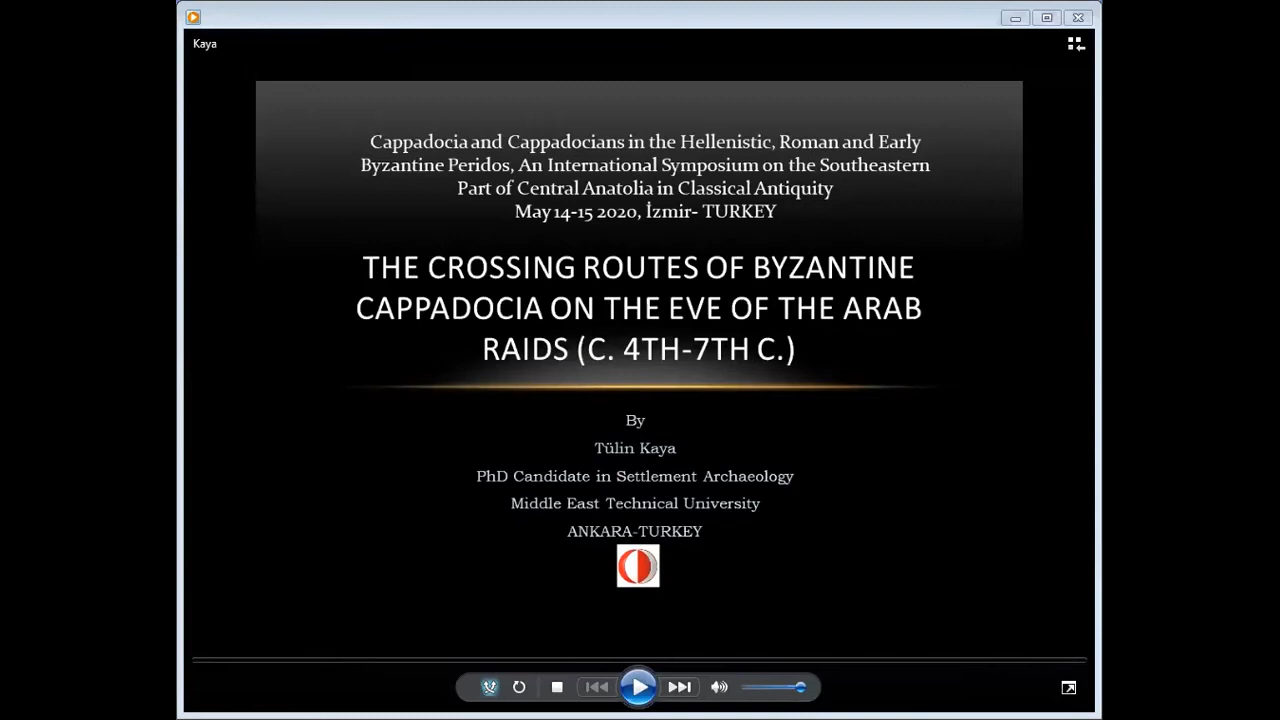 Kaya
Cappadocia and Cappadocians in the Hellenistic, Roman and Early
Byzantine Peridos, An International Symposium on the Southeastern
Part of Central Anatolia in Classical Antiquity
May 14-15 2020, İzmir- TURKEY
THE CROSSING ROUTES OF BYZANTINE
CAPPADOCIA ON THE EVE OF THE ARAB
RAIDS (C. 4TH-7TH C.)
By
Tülin Kaya
PhD Candidate in Settlement Archaeology
Middle East Technical University
ANKARA-TURKEY